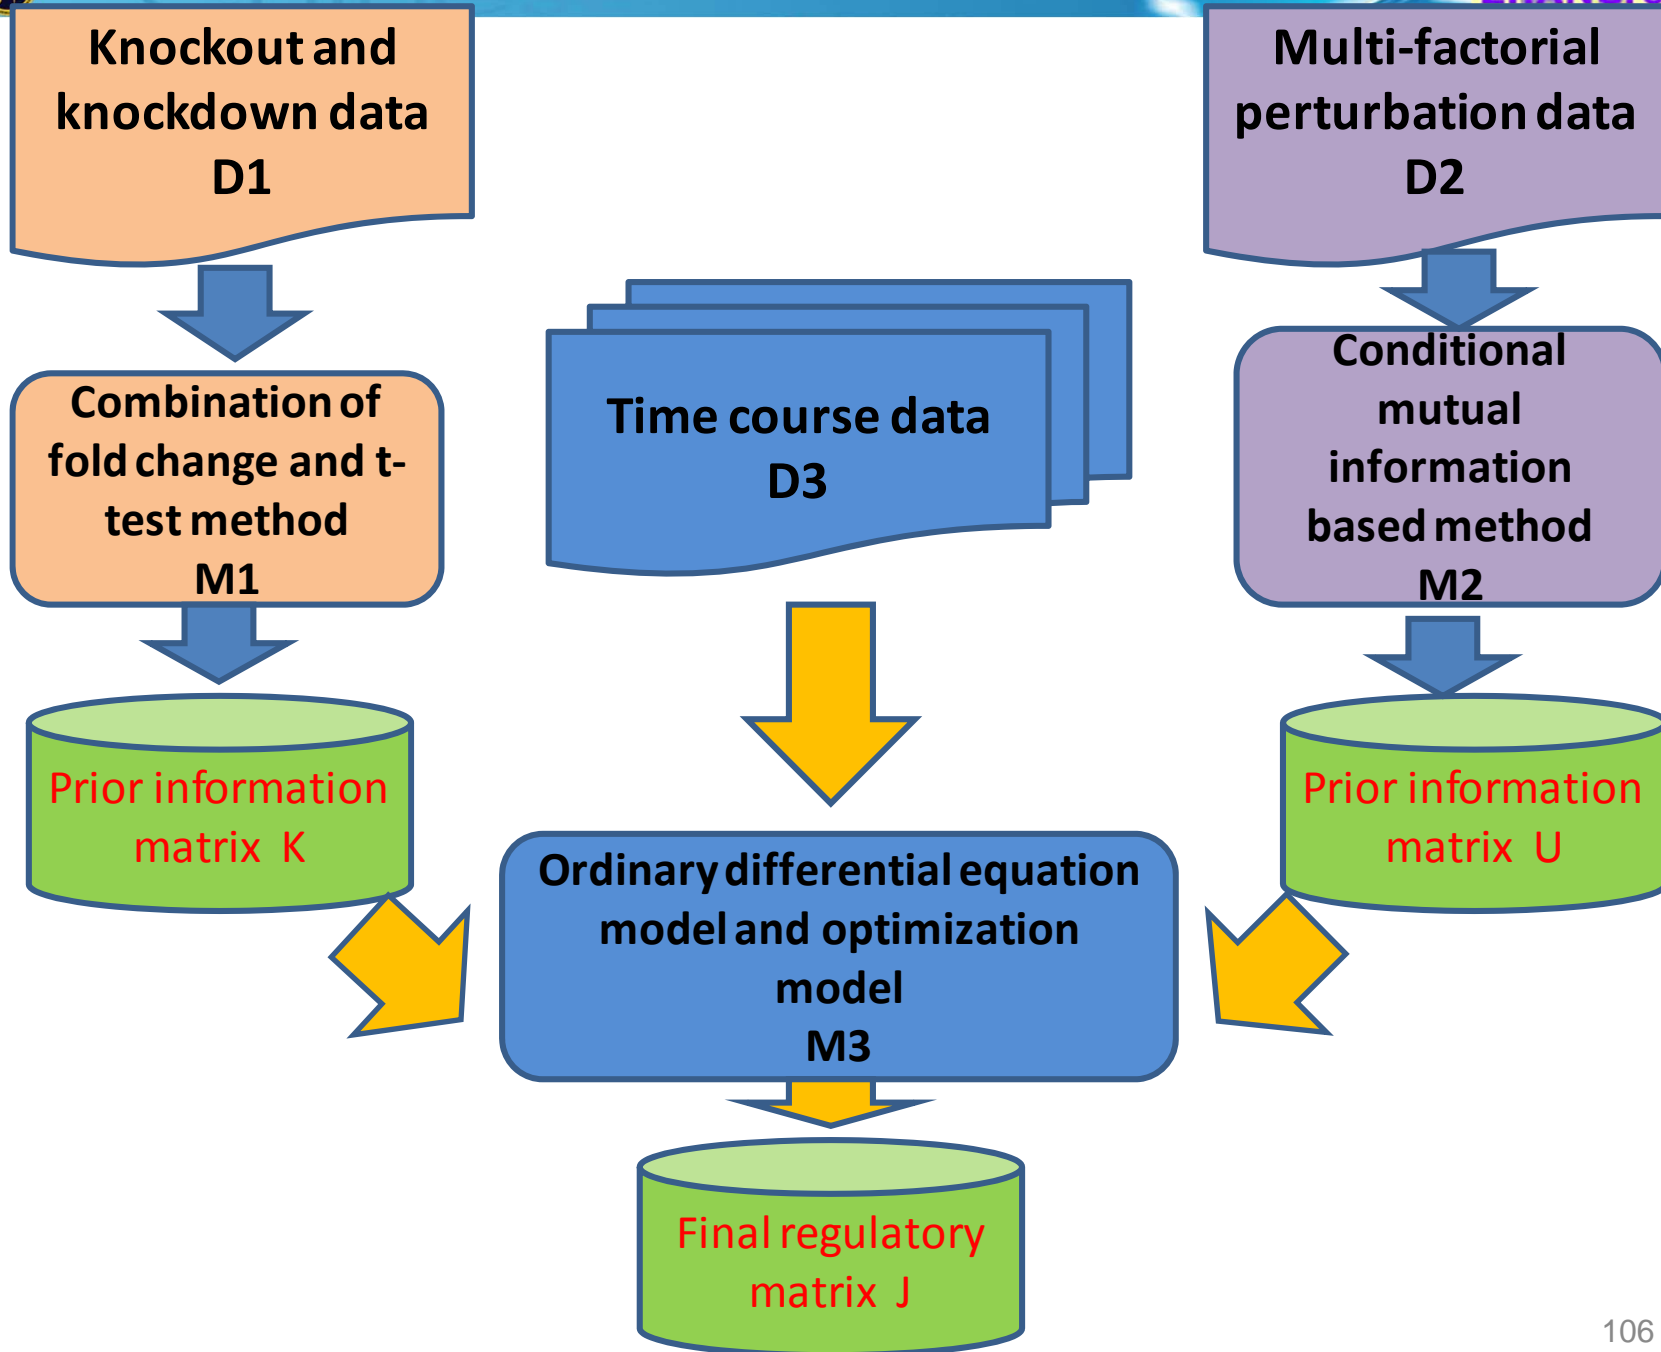 Knockout and
knockdown data
D1
Multi-factorial
perturbation data
D2
Time course data
D3
Combination of
fold change and t-
test method
M1
Conditional
mutual
information
based method
M2
Prior information
matrix K
Prior information
matrix U
Ordinary differential equation
model and optimization
model
M3
Final regulatory
matrix J
106